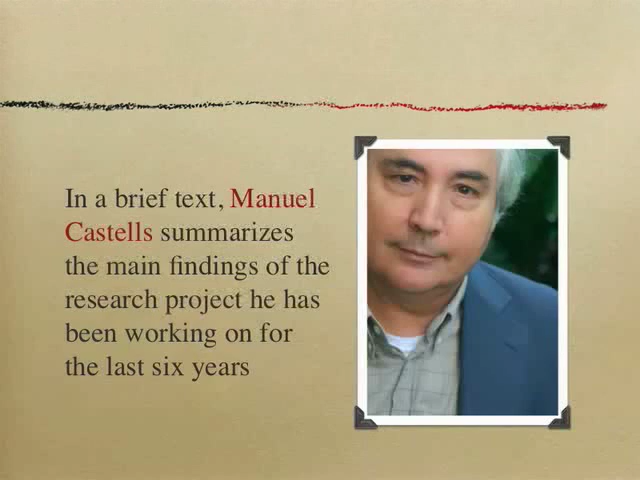 In a brief text, Manuel
Castells summarizes
the main findings of the
research project he has
been working on for
the last six years